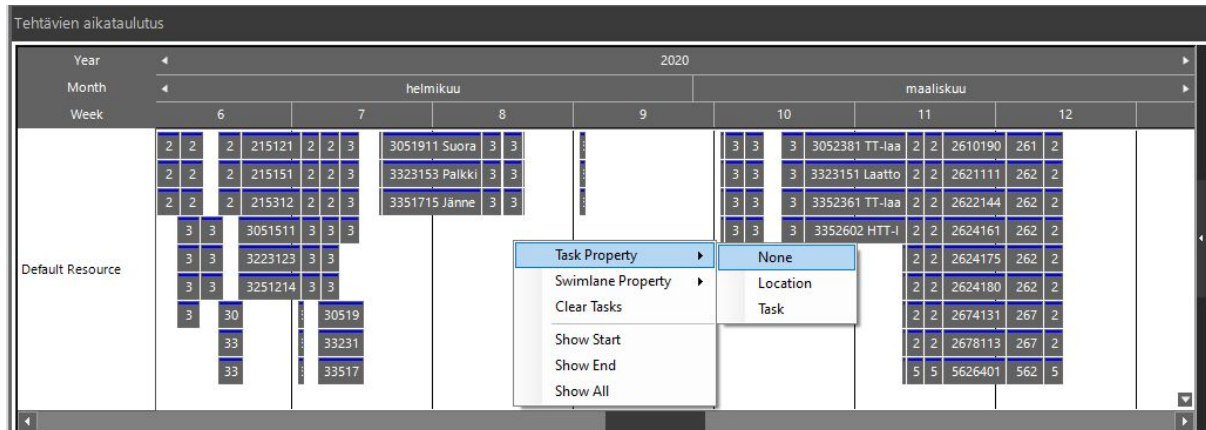 Tehtävien aikataulutus
Year 2020
Month helmikuu maaliskuu
Week 6 7 8 9 10 11 12
2 2 2 215121 2 2 3 3051911 Suora 3 3 3 3 3 3052381 TT-laa 2 2 2610190 261 2
2 2 2 215151 2 2 3 3323153 Palkki 3 3 3 3 3 3323151 Laatto 2 2 2621111 262 2
2 2 2 215312 2 2 3 3351715 Jänne 3 3 3 3 3 3352361 TT-laa 2 2 2622144 262 2
3 3 3051511 3 3 3 3 3 3 3352602 HTT-l 2 2 2624161 262 2
Default Resource 3 3 3223123 3 3 2 2 2624175 262 2
3 3 3251214 3 3 2 2 2624180 262 2
3 30 30519 2 2 2674131 267 2
33 33231 2 2 2678113 267 2
33 33517 5 5 5626401 562 5
Task Property
Swimlane Property
Clear Tasks
Show Start
Show End
Show All
None
Location
Task